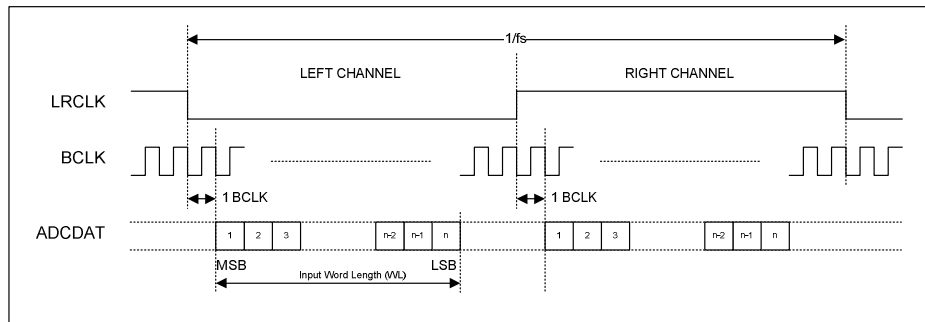 1/fs
LEFT CHANNEL RIGHT CHANNEL
LRCLK
BCLK
1 BCLK 1 BCLK
ADCDAT
1 2 3 n-2 n-1 n 1 2 3 n-2 n-1 n
MSB LSB
Input Word Length (WL)